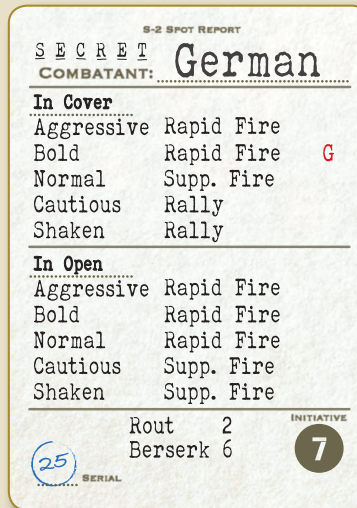 S-2 SPOT REPORT
SECRET
COMBATANT: German
In Cover
Aggressive Rapid Fire
Bold Rapid Fire G
Normal Supp. Fire
Cautious Rally
Shaken Rally
In Open
Aggressive Rapid Fire
Bold Rapid Fire
Normal Rapid Fire
Cautious Supp. Fire
Shaken Supp. Fire
Rout 2
Berserk 6
INITIATIVE
7
25 SERIAL